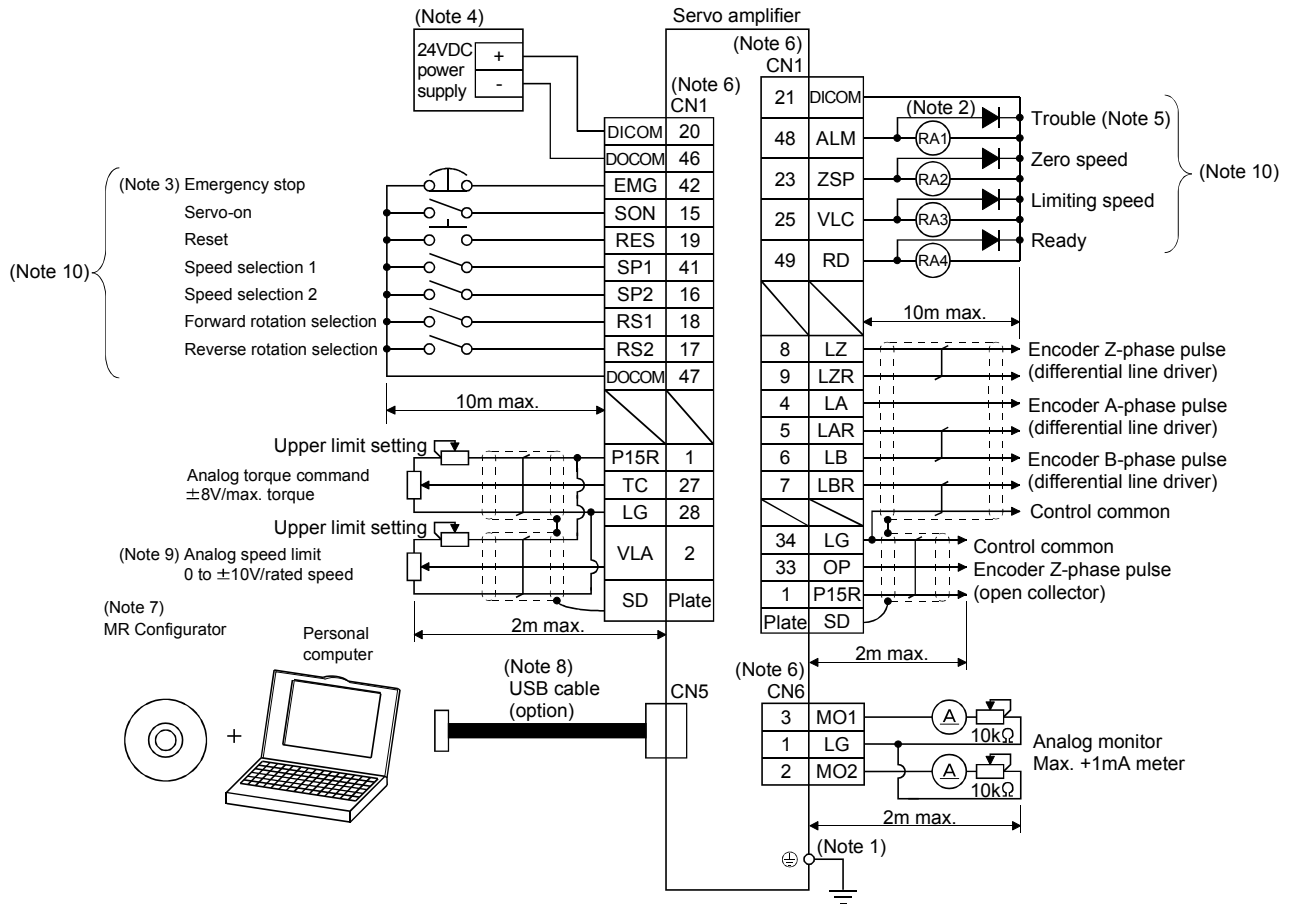 (Note 4)
24VDC
power
supply
+
-
Servo amplifier
(Note 6)
CN1
DICOM 20
DOCOM 46
EMG 42
SON 15
RES 19
SP1 41
SP2 16
RS1 18
RS2 17
DOCOM 47
(Note 10)
(Note 3) Emergency stop
Servo-on
Reset
Speed selection 1
Speed selection 2
Forward rotation selection
Reverse rotation selection
10m max.
Upper limit setting
Analog torque command
±8V/max. torque
Upper limit setting
(Note 9) Analog speed limit
0 to ±10V/rated speed
P15R 1
TC 27
LG 28
VLA 2
SD Plate
2m max.
(Note 7)
MR Configurator
+
Personal
computer
(Note 8)
USB cable
(option)
CN5
(Note 6)
CN1
21 DICOM
48 ALM
23 ZSP
25 VLC
49 RD
(Note 2)
RA1
RA2
RA3
RA4
Trouble (Note 5)
Zero speed
Limiting speed
Ready
(Note 10)
10m max.
8 LZ
9 LZR
4 LA
5 LAR
6 LB
7 LBR
34 LG
33 OP
1 P15R
Plate SD
Encoder Z-phase pulse
(differential line driver)
Encoder A-phase pulse
(differential line driver)
Encoder B-phase pulse
(differential line driver)
Control common
Control common
Encoder Z-phase pulse
(open collector)
2m max.
(Note 6)
CN6
3 MO1
1 LG
2 MO2
A
10kΩ
A
10kΩ
Analog monitor
Max. +1mA meter
2m max.
(Note 1)